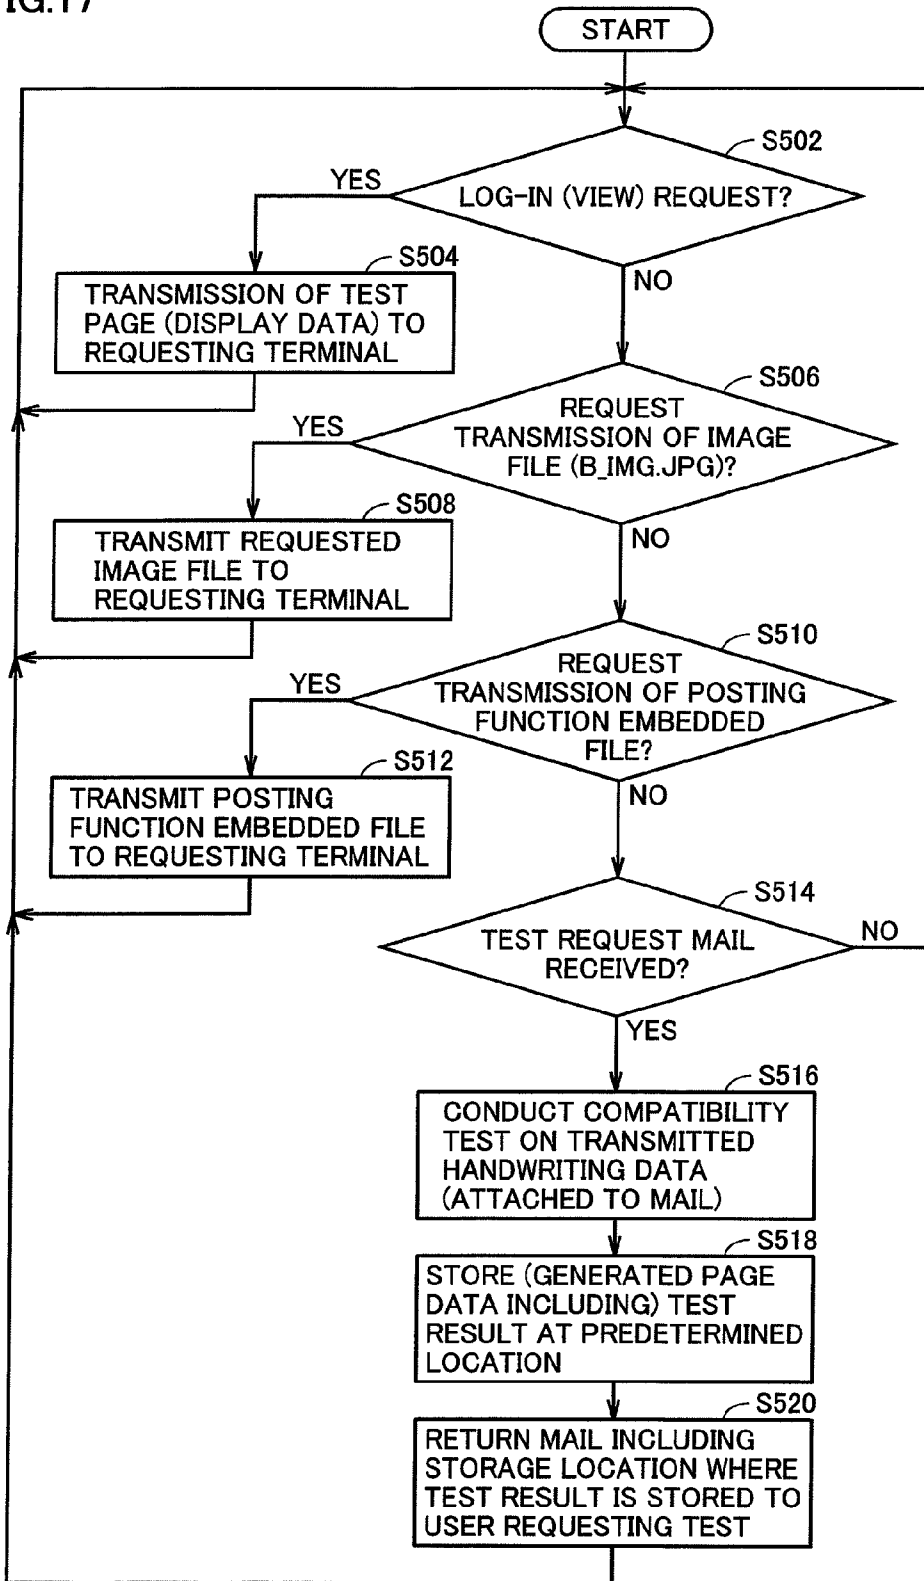 FIG.17
START
S502
LOG-IN (VIEW) REQUEST?
YES
NO
S504
TRANSMISSION OF TEST
PAGE (DISPLAY DATA) TO
REQUESTING TERMINAL
S506
REQUEST
TRANSMISSION OF IMAGE
FILE (B_IMG.JPG)?
YES
NO
S508
TRANSMIT REQUESTED
IMAGE FILE TO
REQUESTING TERMINAL
S510
REQUEST
TRANSMISSION OF POSTING
FUNCTION EMBEDDED
FILE?
YES
NO
S512
TRANSMIT POSTING
FUNCTION EMBEDDED FILE
TO REQUESTING TERMINAL
S514
TEST REQUEST MAIL
RECEIVED?
NO
YES
S516
CONDUCT COMPATIBILITY
TEST ON TRANSMITTED
HANDWRITING DATA
(ATTACHED TO MAIL)
S518
STORE (GENERATED PAGE
DATA INCLUDING) TEST
RESULT AT PREDETERMINED
LOCATION
S520
RETURN MAIL INCLUDING
STORAGE LOCATION WHERE
TEST RESULT IS STORED TO
USER REQUESTING TEST